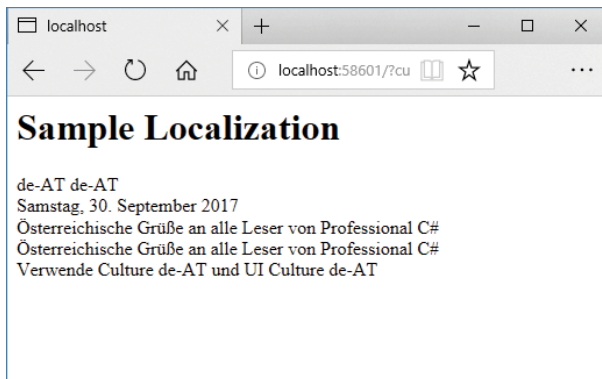 localhost
localhost:58601/?cu
Sample Localization
de-AT de-AT
Samstag, 30. September 2017
Österreichische Grüße an alle Leser von Professional C#
Österreichische Grüße an alle Leser von Professional C#
Verwende Culture de-AT und UI Culture de-AT